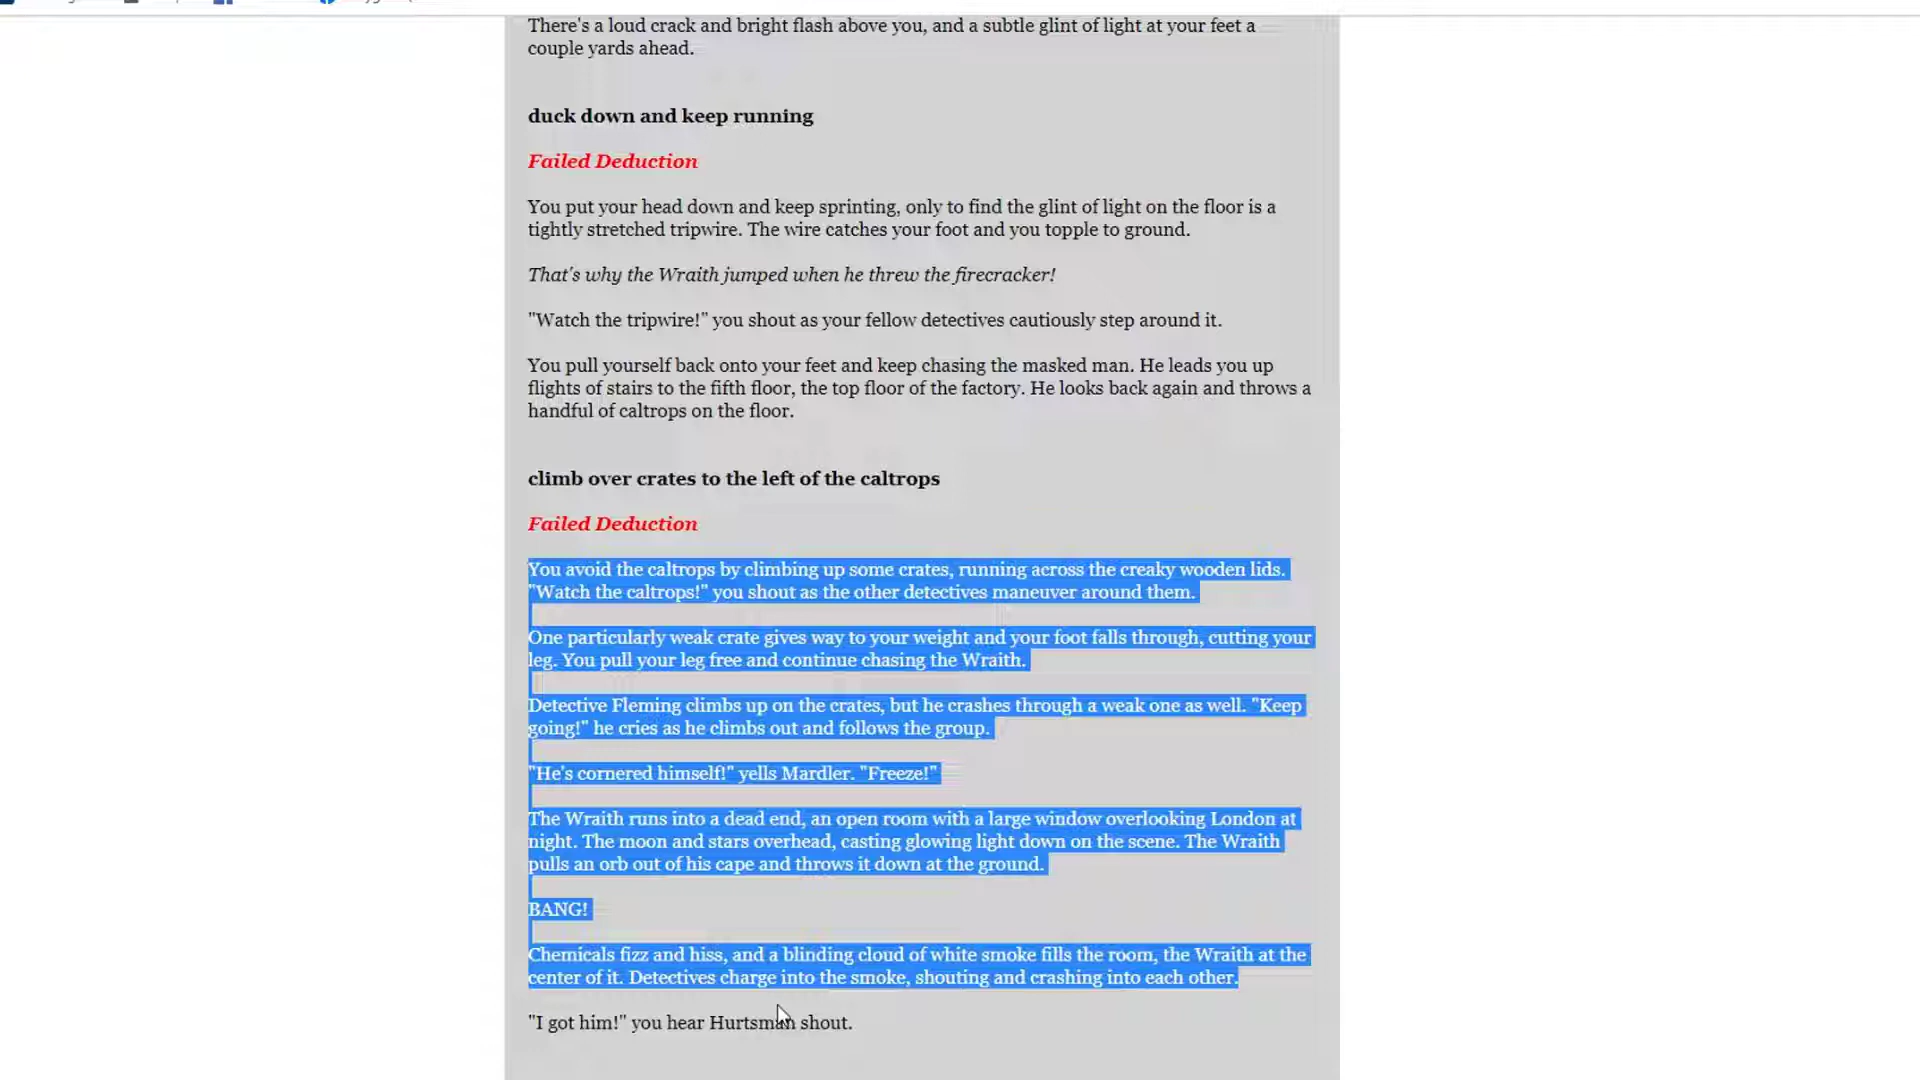 There's a loud crack and bright flash above you, and a subtle glint of light at your feet a
couple yards ahead.
duck down and keep running
Failed Deduction
You put your head down and keep sprinting, only to find the glint of light on the floor is a
tightly stretched tripwire. The wire catches your foot and you topple to ground.
That's why the Wraith jumped when he threw the firecracker!
"Watch the tripwire!" you shout as your fellow detectives cautiously step around it.
You pull yourself back onto your feet and keep chasing the masked man. He leads you up
flights of stairs to the fifth floor, the top floor of the factory. He looks back again and throws a
handful of caltrops on the floor.
climb over crates to the left of the caltrops
Failed Deduction
You avoid the caltrops by climbing up some crates, running across the creaky wooden lids.
"Watch the caltrops!" you shout as the other detectives maneuver around them.
One particularly weak crate gives way to your weight and your foot falls through, cutting your
leg. You pull your leg free and continue chasing the Wraith.
Detective Fleming climbs up on the crates, but he crashes through a weak one as well. "Keep
going!" he cries as he climbs out and follows the group.
"He's cornered himself!" yells Mardler. "Freeze!"
The Wraith runs into a dead end, an open room with a large window overlooking London at
night. The moon and stars overhead, casting glowing light down on the scene. The Wraith
pulls an orb out of his cape and throws it down at the ground.
BANG!
Chemicals fizz and hiss, and a blinding cloud of white smoke fills the room, the Wraith at the
center of it. Detectives charge into the smoke, shouting and crashing into each other.
"I got him!" you hear Hurtsman shout.